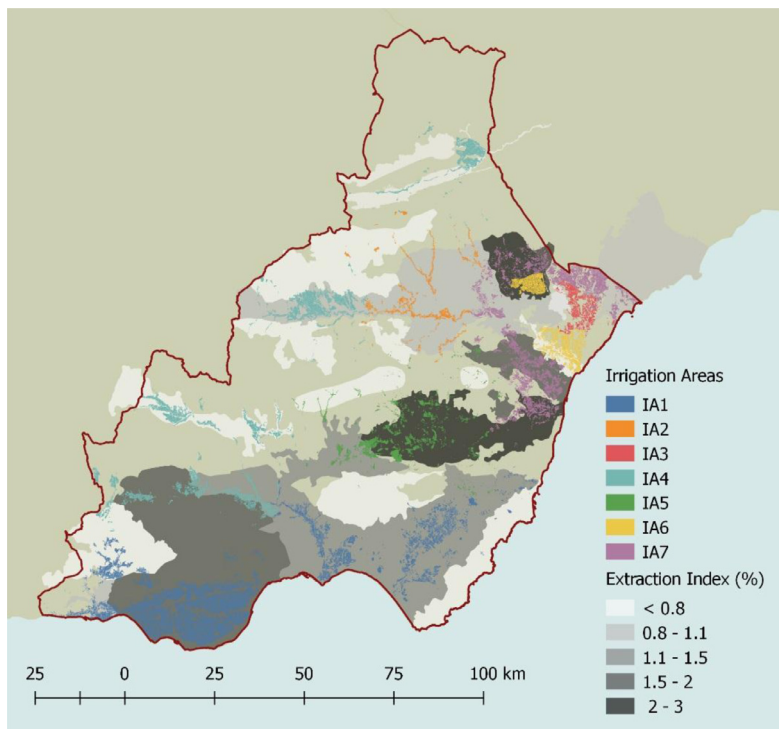 Irrigation Areas
IA1
IA2
IA3
IA4
IA5
IA6
IA7
Extraction Index (%)
< 0.8
0.8 - 1.1
1.1 - 1.5
1.5 - 2
2 - 3
25 0 25 50 75 100 km